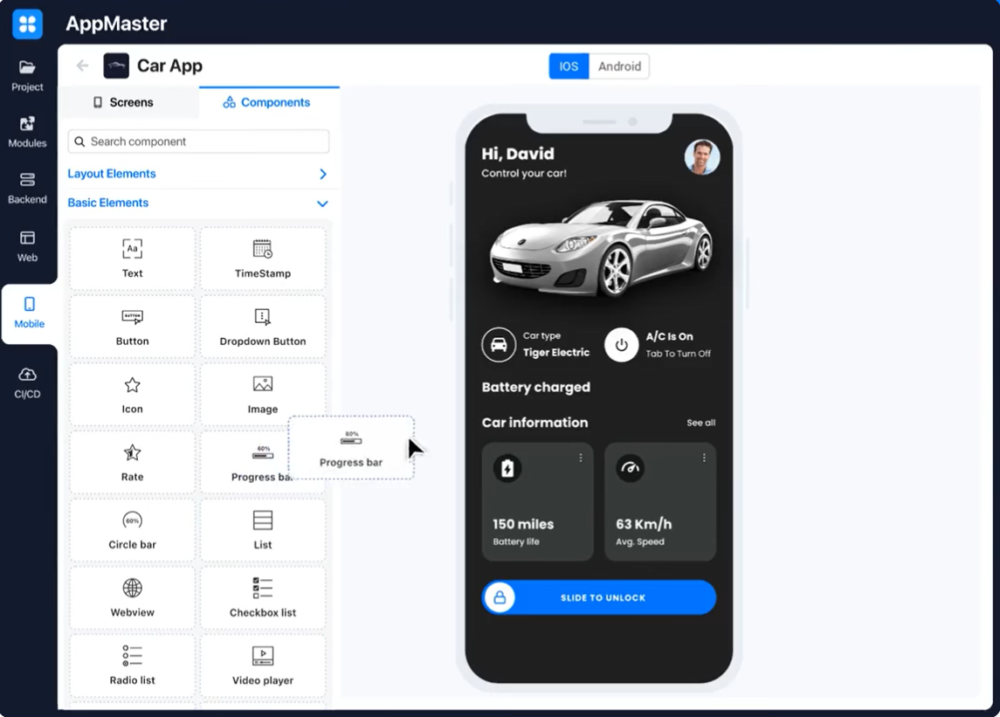 AppMaster
Project
Modules
Backend
Web
Mobile
CI/CD
Car App
IOS
Android
Screens
Components
Search component
Layout Elements
Basic Elements
Aa
Text
TimeStamp
BUTTON
Button
Dropdown Button
Icon
Image
Rate
60%
Progress ba
60%
Progress bar
60%
Circle bar
List
Webview
Checkbox list
Radio list
Video player
Hi, David
Control your car!
Car type
Tiger Electric
A/C Is On
Tab To Turn Off
Battery charged
Car information
See all
150 miles
Battery life
63 Km/h
Avg. Speed
SLIDE TO UNLOCK